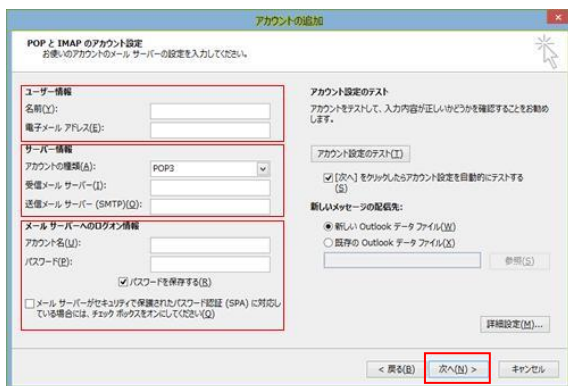 アカウントの追加
POP と IMAP のアカウント設定
お使いのアカウントのメール サーバーの設定を入力してください。
ユーザー情報
名前(Y):
電子メール アドレス(E):
サーバー情報
アカウントの種類(A):
POP3
受信メール サーバー(I):
送信メール サーバー (SMTP)(O):
メール サーバーへのログオン情報
アカウント名(U):
パスワード(P):
パスワードを保存する(R)
メール サーバーがセキュリティで保護されたパスワード認証 (SPA) に対応し
ている場合には、チェック ボックスをオンにしてください(Q)
アカウント設定のテスト
アカウントをテストして、入力内容が正しいかどうかを確認することをお勧め
します。
アカウント設定のテスト(T)
[次へ] をクリックしたらアカウント設定を自動的にテストする
(S)
新しいメッセージの配信先:
新しい Outlook データ ファイル(W)
既存の Outlook データ ファイル(X)
参照(S)
詳細設定(M)...
< 戻る(B)
次へ(N) >
キャンセル